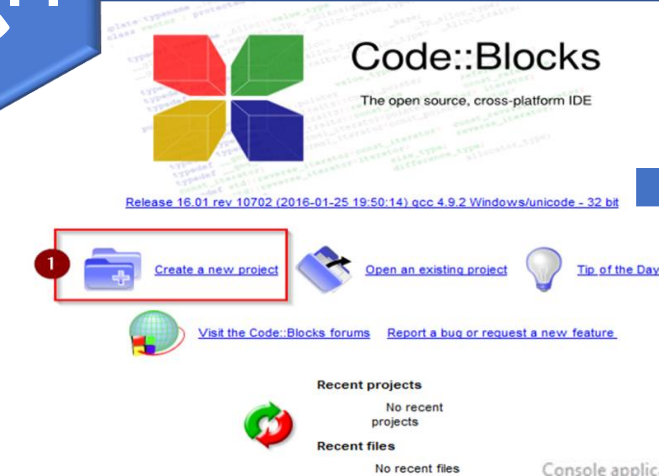 Code::Blocks
The open source, cross-platform IDE
Release 16.01 rev 10702 (2016-01-25 19:50:14) gcc 4.9.2 Windows/unicode - 32 bit
1
Create a new project
Open an existing project
Tip of the Day
Visit the Code::Blocks forums
Report a bug or request a new feature
Recent projects
No recent
projects
Recent files
No recent files
Console applic